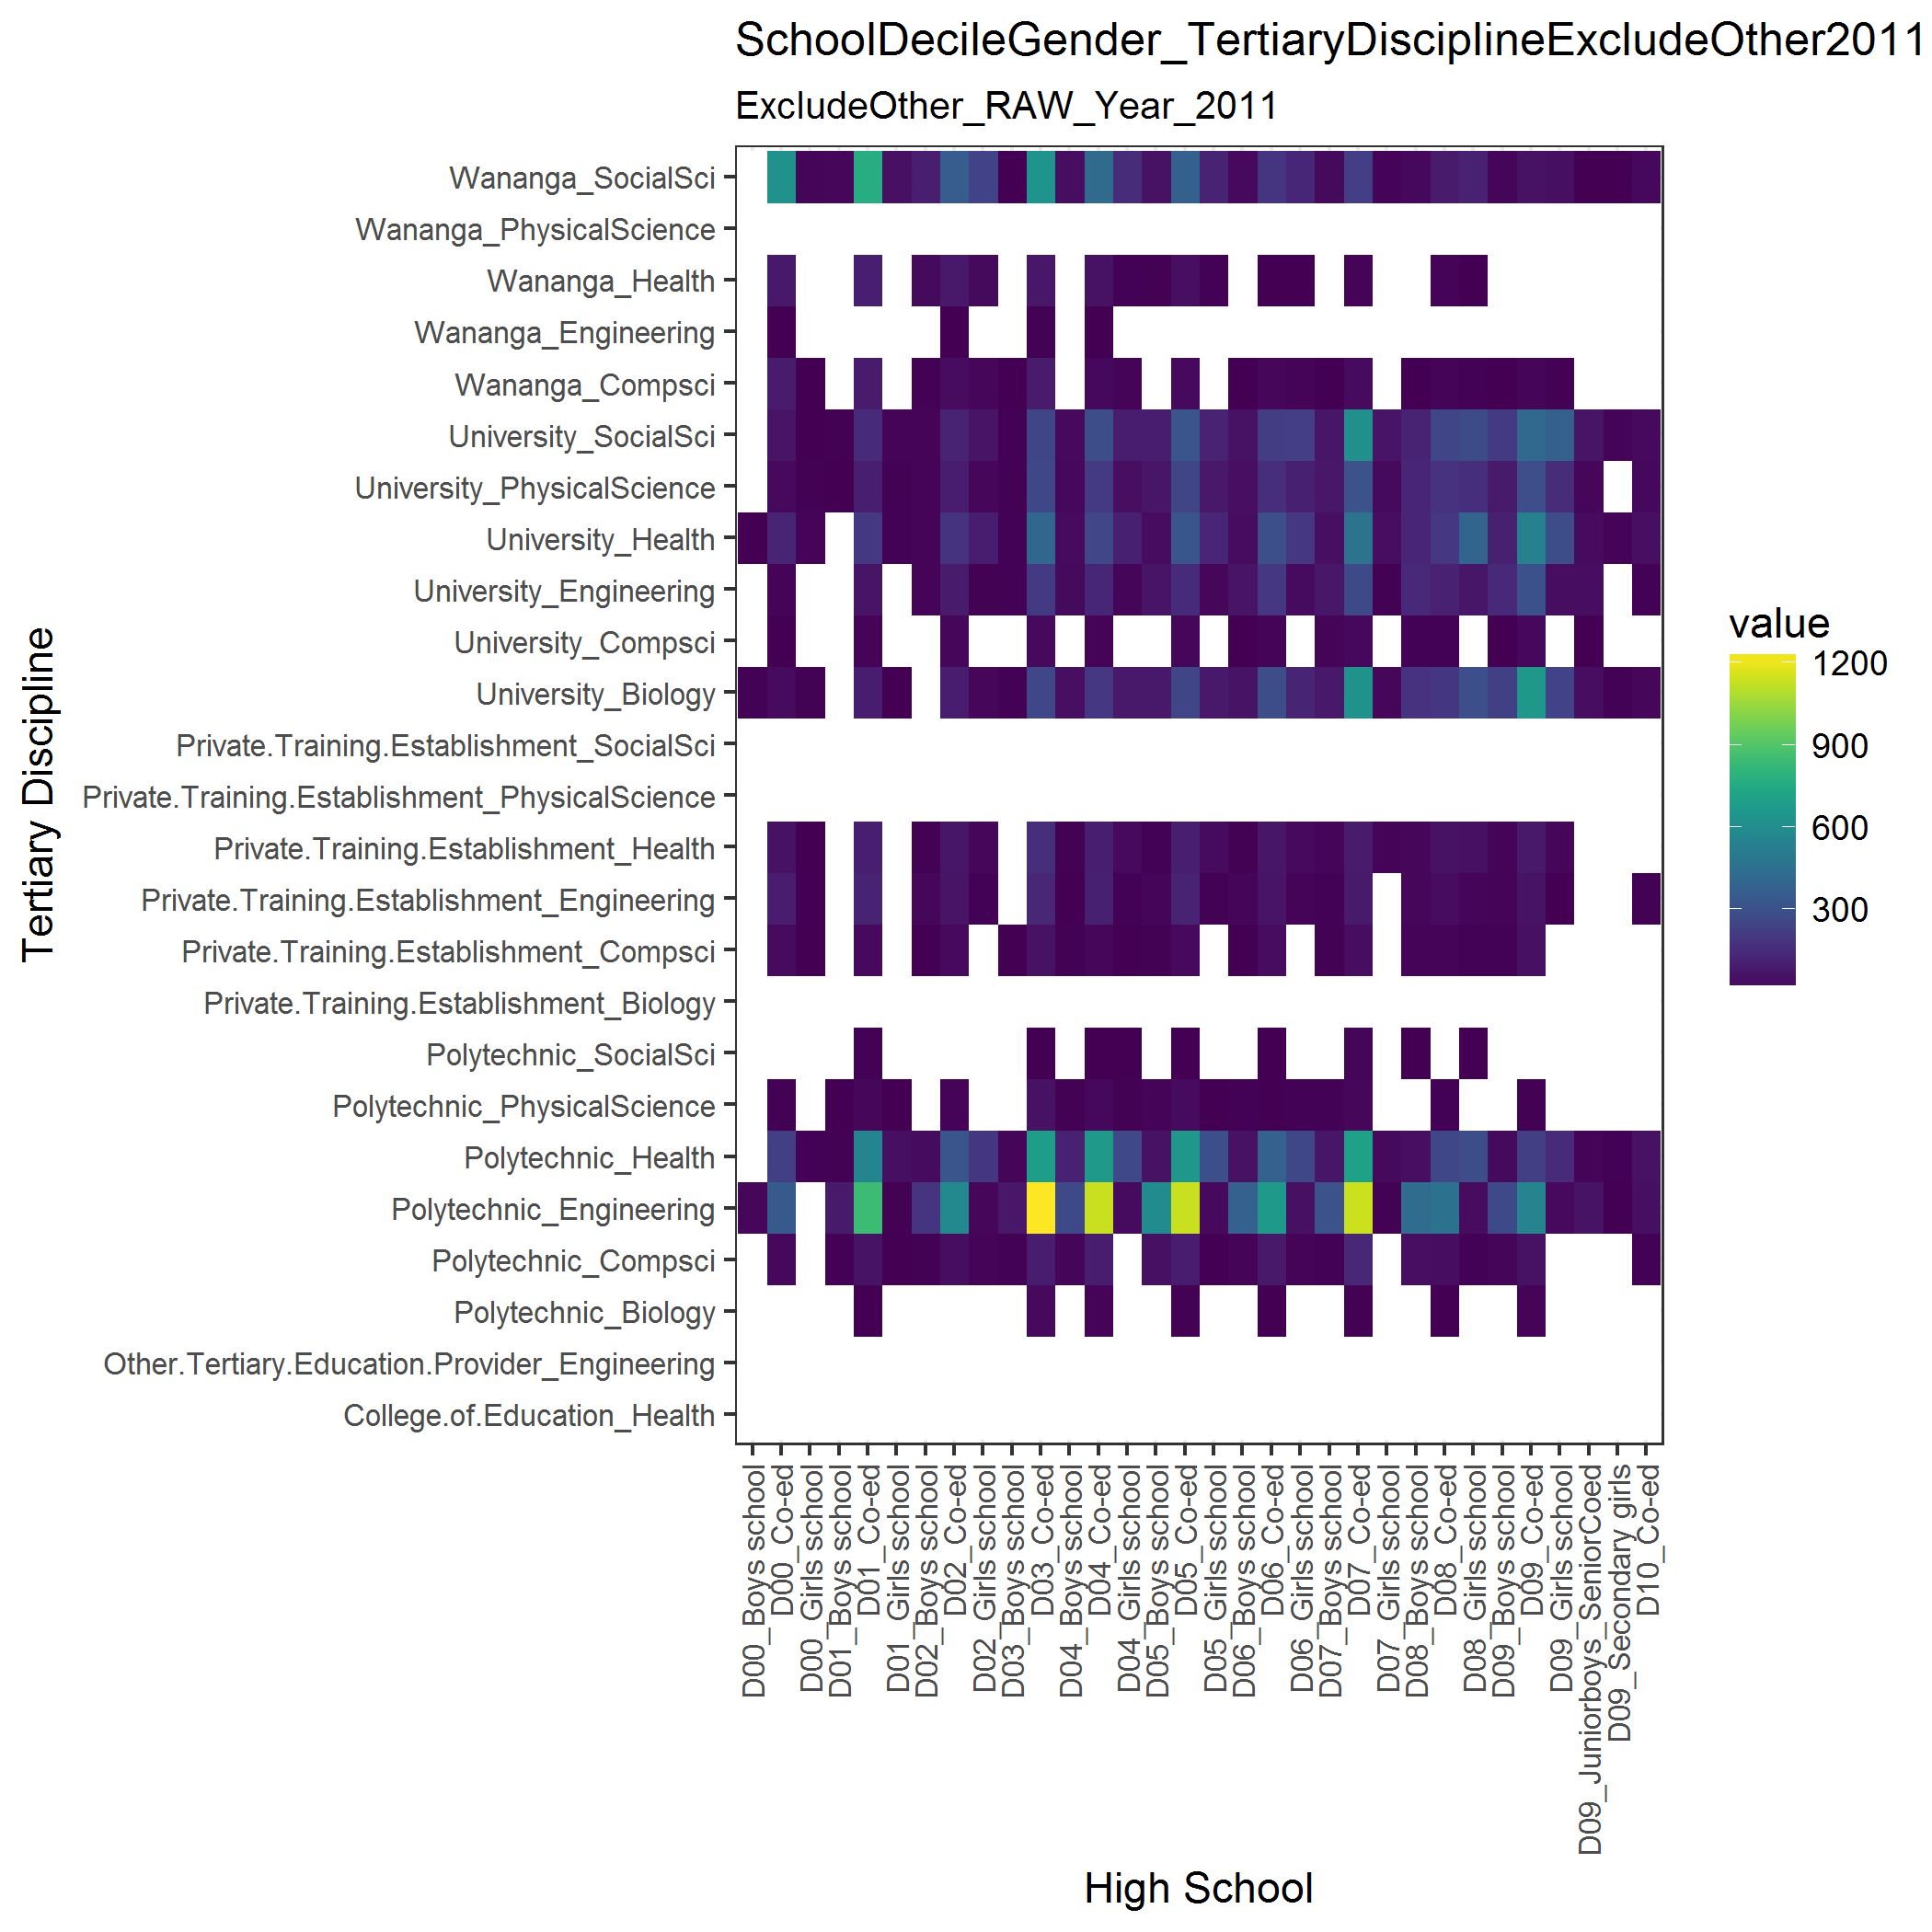 SchoolDecileGender_TertiaryDisciplineExcludeOther2011
ExcludeOther_RAW_Year_2011
Tertiary Discipline
Wananga_SocialSci
Wananga_PhysicalScience
Wananga_Health
Wananga_Engineering
Wananga_Compsci
University_SocialSci
University_PhysicalScience
University_Health
University_Engineering
University_Compsci
University_Biology
Private.Training.Establishment_SocialSci
Private.Training.Establishment_PhysicalScience
Private.Training.Establishment_Health
Private.Training.Establishment_Engineering
Private.Training.Establishment_Compsci
Private.Training.Establishment_Biology
Polytechnic_SocialSci
Polytechnic_PhysicalScience
Polytechnic_Health
Polytechnic_Engineering
Polytechnic_Compsci
Polytechnic_Biology
Other.Tertiary.Education.Provider_Engineering
College.of.Education_Health
D00_Boys school
D00_Co-ed
D00_Girls school
D01_Boys school
D01_Co-ed
D01_Girls school
D02_Boys school
D02_Co-ed
D02_Girls school
D03_Boys school
D03_Co-ed
D04_Boys school
D04_Co-ed
D04_Girls school
D05_Boys school
D05_Co-ed
D05_Girls school
D06_Boys school
D06_Co-ed
D06_Girls school
D07_Boys school
D07_Co-ed
D07_Girls school
D08_Boys school
D08_Co-ed
D08_Girls school
D09_Boys school
D09_Co-ed
D09_Girls school
D09_Juniorboys_SeniorCoed
D09_Secondary girls
D10_Co-ed
High School
value
1200
900
600
300